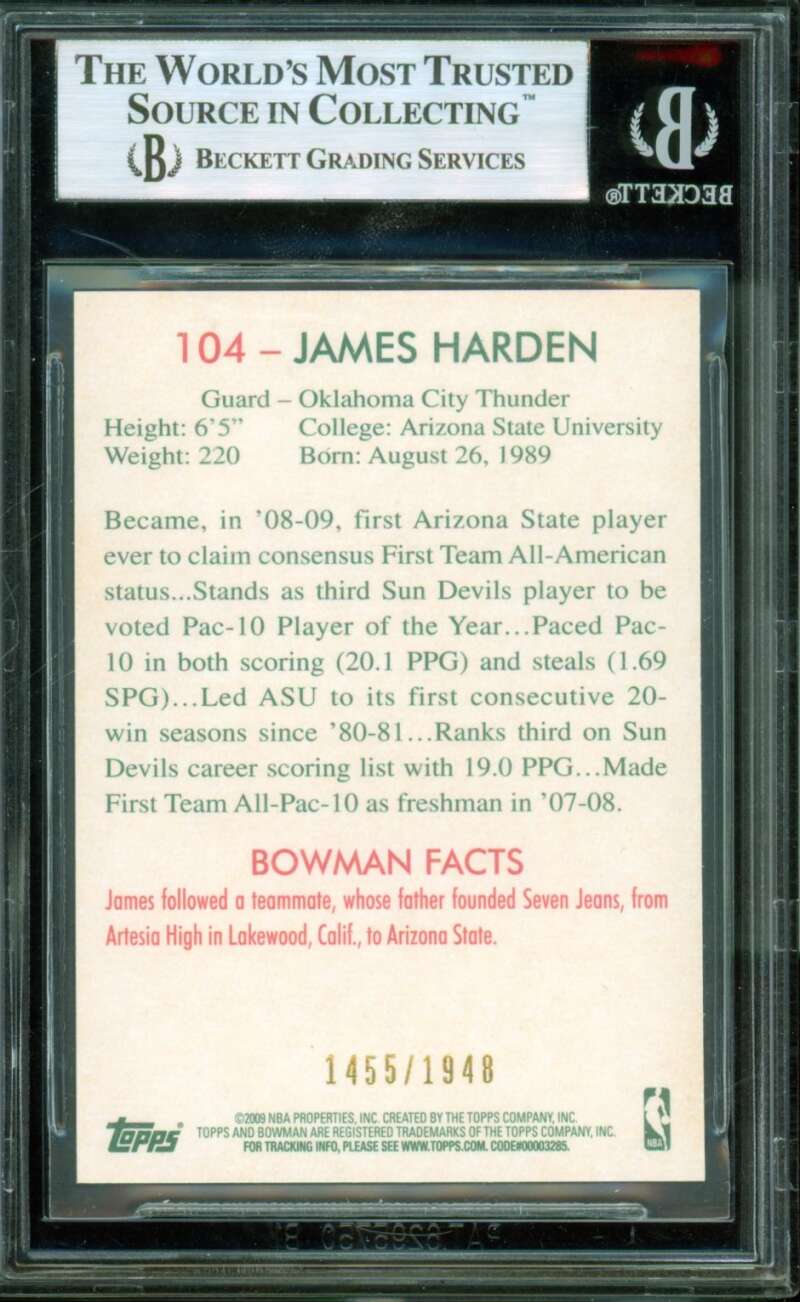 THE WORLD'S MOST TRUSTED
SOURCE IN COLLECTING™
B BECKETT GRADING SERVICES
B
BECKETT®
104 – JAMES HARDEN
Guard – Oklahoma City Thunder
Height: 6'5" College: Arizona State University
Weight: 220 Born: August 26, 1989
Became, in '08-09, first Arizona State player
ever to claim consensus First Team All-American
status...Stands as third Sun Devils player to be
voted Pac-10 Player of the Year...Paced Pac-
10 in both scoring (20.1 PPG) and steals (1.69
SPG)...Led ASU to its first consecutive 20-
win seasons since '80-81...Ranks third on Sun
Devils career scoring list with 19.0 PPG...Made
First Team All-Pac-10 as freshman in '07-08.
BOWMAN FACTS
James followed a teammate, whose father founded Seven Jeans, from
Artesia High in Lakewood, Calif., to Arizona State.
1455/1948
topps
©2009 NBA PROPERTIES, INC. CREATED BY THE TOPPS COMPANY, INC.
TOPPS AND BOWMAN ARE REGISTERED TRADEMARKS OF THE TOPPS COMPANY, INC.
FOR TRACKING INFO, PLEASE SEE WWW.TOPPS.COM. CODE#00003285.
NBA